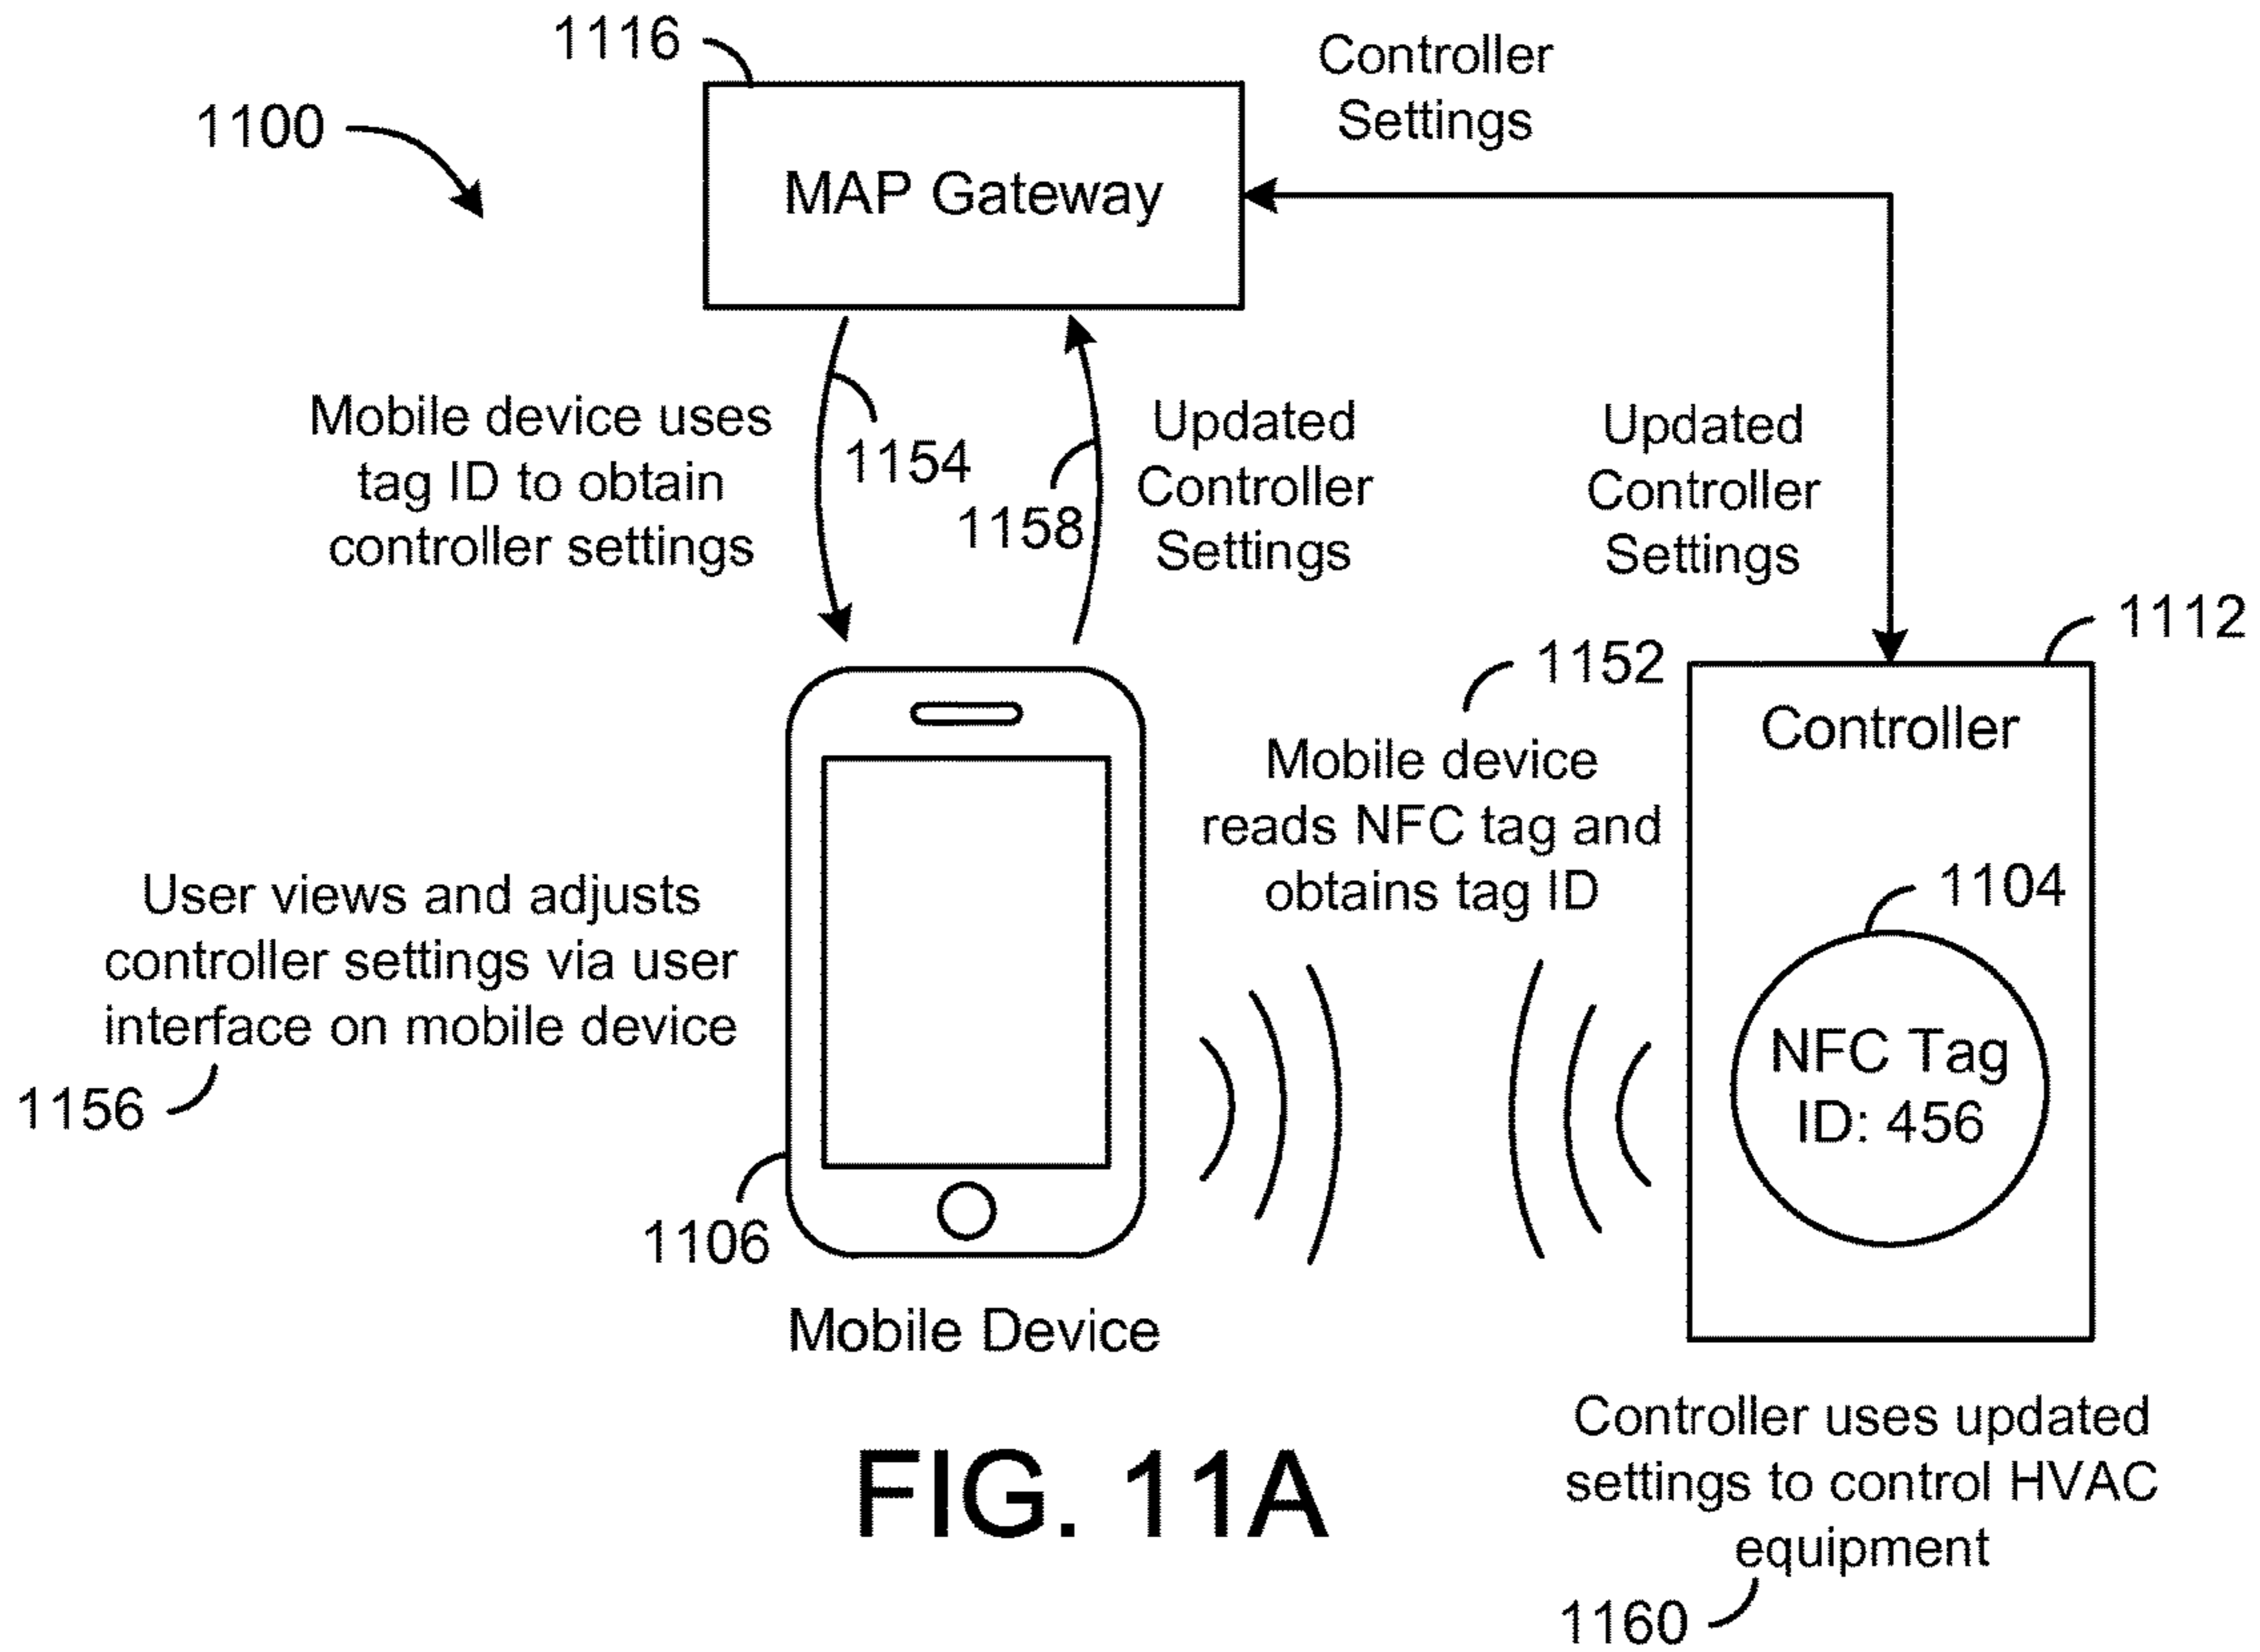 1116
Controller
Settings
1100
MAP Gateway
Mobile device uses
tag ID to obtain
controller settings
1154
1158
Updated
Controller
Settings
Updated
Controller
Settings
1112
1152
Mobile device
reads NFC tag and
obtains tag ID
Controller
1104
NFC Tag
ID: 456
User views and adjusts
controller settings via user
interface on mobile device
1156
1106
Mobile Device
Controller uses updated
settings to control HVAC
equipment
1160
FIG. 11A